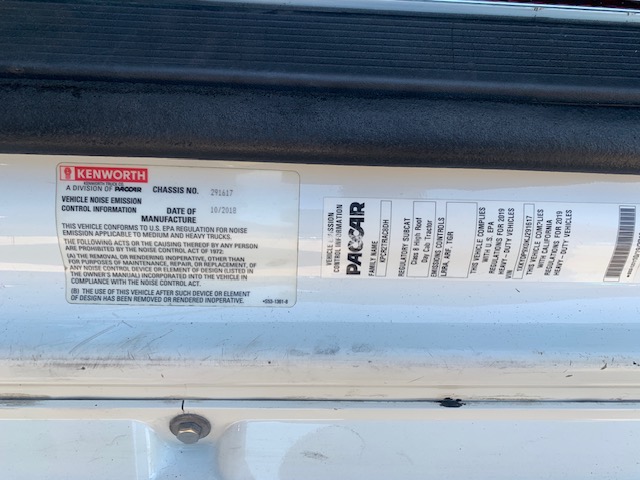 KENWORTH
KENWORTH TRUCK CO.
A DIVISION OF PACCAR
CHASSIS NO. 291617
VEHICLE NOISE EMISSION
CONTROL INFORMATION
DATE OF 10/2018
MANUFACTURE
THIS VEHICLE CONFORMS TO U.S. EPA REGULATION FOR NOISE
EMISSION APPLICABLE TO MEDIUM AND HEAVY TRUCKS.
THE FOLLOWING ACTS OR THE CAUSING THEREOF BY ANY PERSON
ARE PROHIBITED BY THE NOISE CONTROL ACT OF 1972:
(A) THE REMOVAL OR RENDERING INOPERATIVE, OTHER THAN
FOR PURPOSES OF MAINTENANCE, REPAIR, OR REPLACEMENT, OF
ANY NOISE CONTROL DEVICE OR ELEMENT OF DESIGN (LISTED IN
THE OWNER'S MANUAL) INCORPORATED INTO THE VEHICLE IN
COMPLIANCE WITH THE NOISE CONTROL ACT.
(B) THE USE OF THIS VEHICLE AFTER SUCH DEVICE OR ELEMENT
OF DESIGN HAS BEEN REMOVED OR RENDERED INOPERATIVE.
VEHICLE EMISSION
CONTROL INFORMATION
PACCAR
FAMILY NAME
REGULATION SUBCAT
Class 8 High Roof
Day Cab Tractor
EMISSIONS CONTROLS
THIS VEHICLE COMPLIES
WITH U.S. EPA
REGULATIONS FOR 2019
HEAVY - DUTY VEHICLES
VIN
THIS VEHICLE COMPLIES
WITH CALIFORNIA
REGULATIONS FOR 2019
HEAVY - DUTY VEHICLES